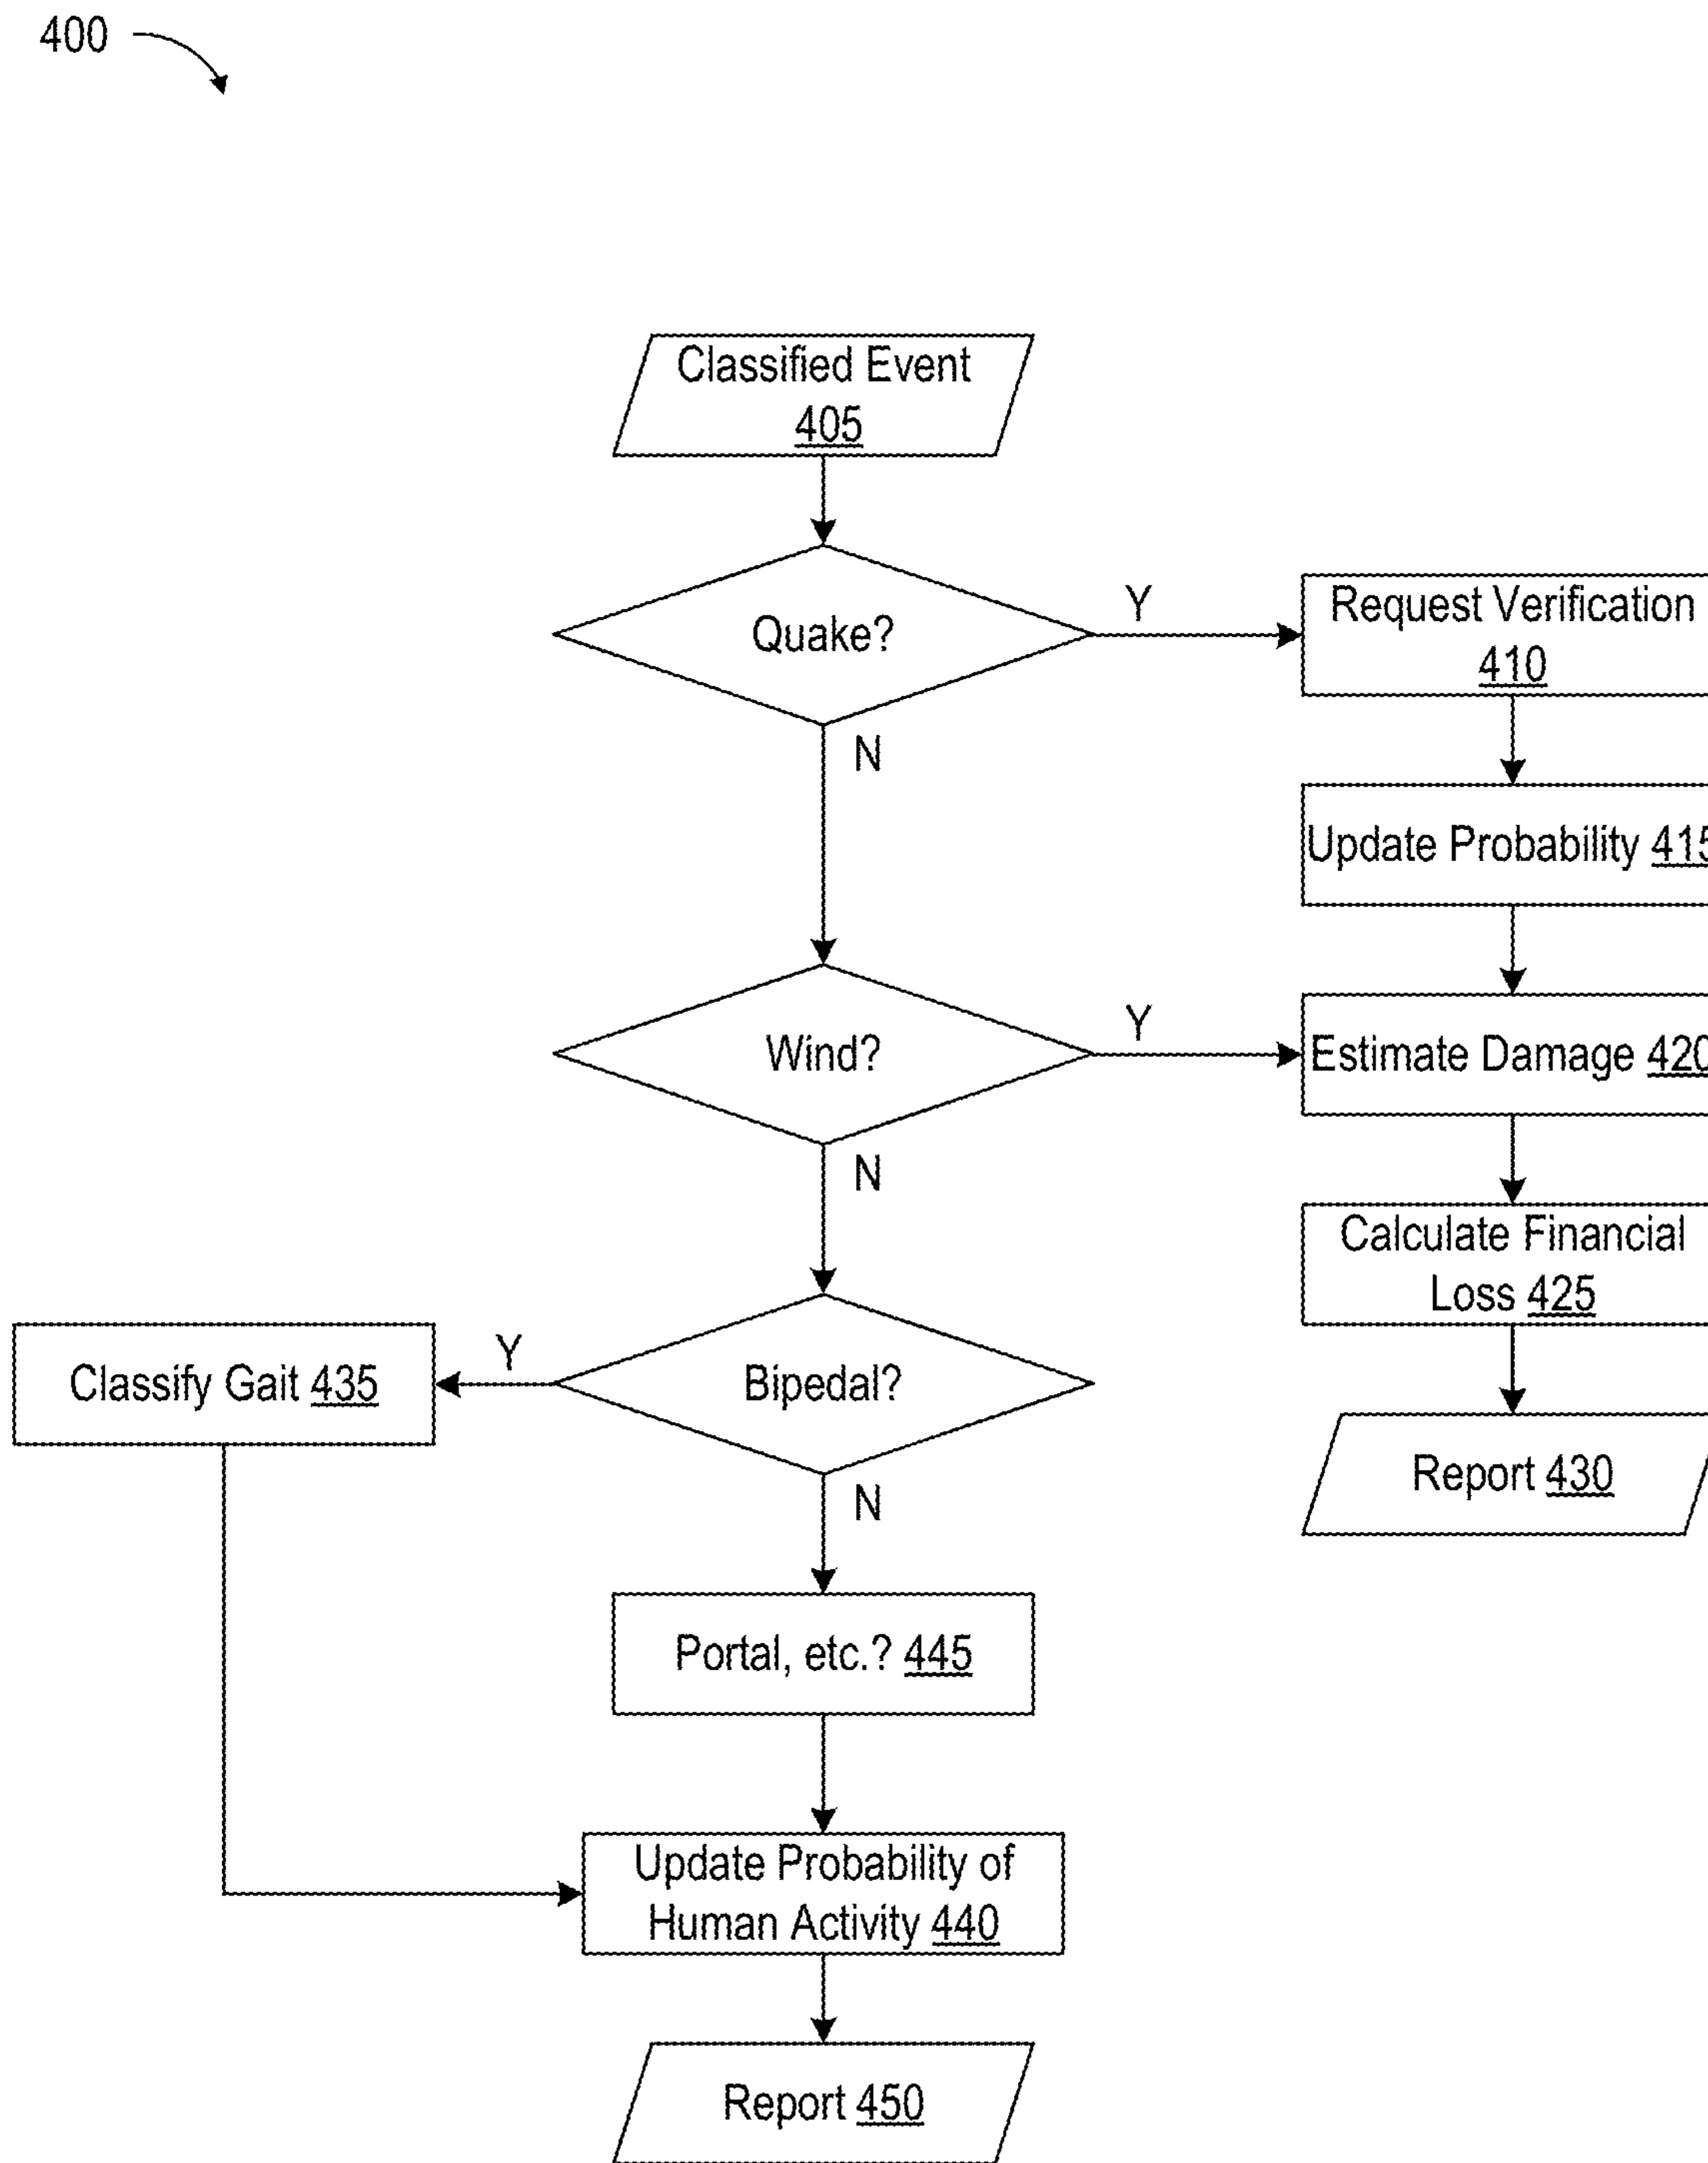 400
Classified Event
405
Quake?
Y
Request Verification
410
N
Update Probability 415
Wind?
Y
Estimate Damage 420
N
Calculate Financial
Loss 425
Classify Gait 435
Y
Bipedal?
N
Report 430
Portal, etc.? 445
Update Probability of
Human Activity 440
Report 450